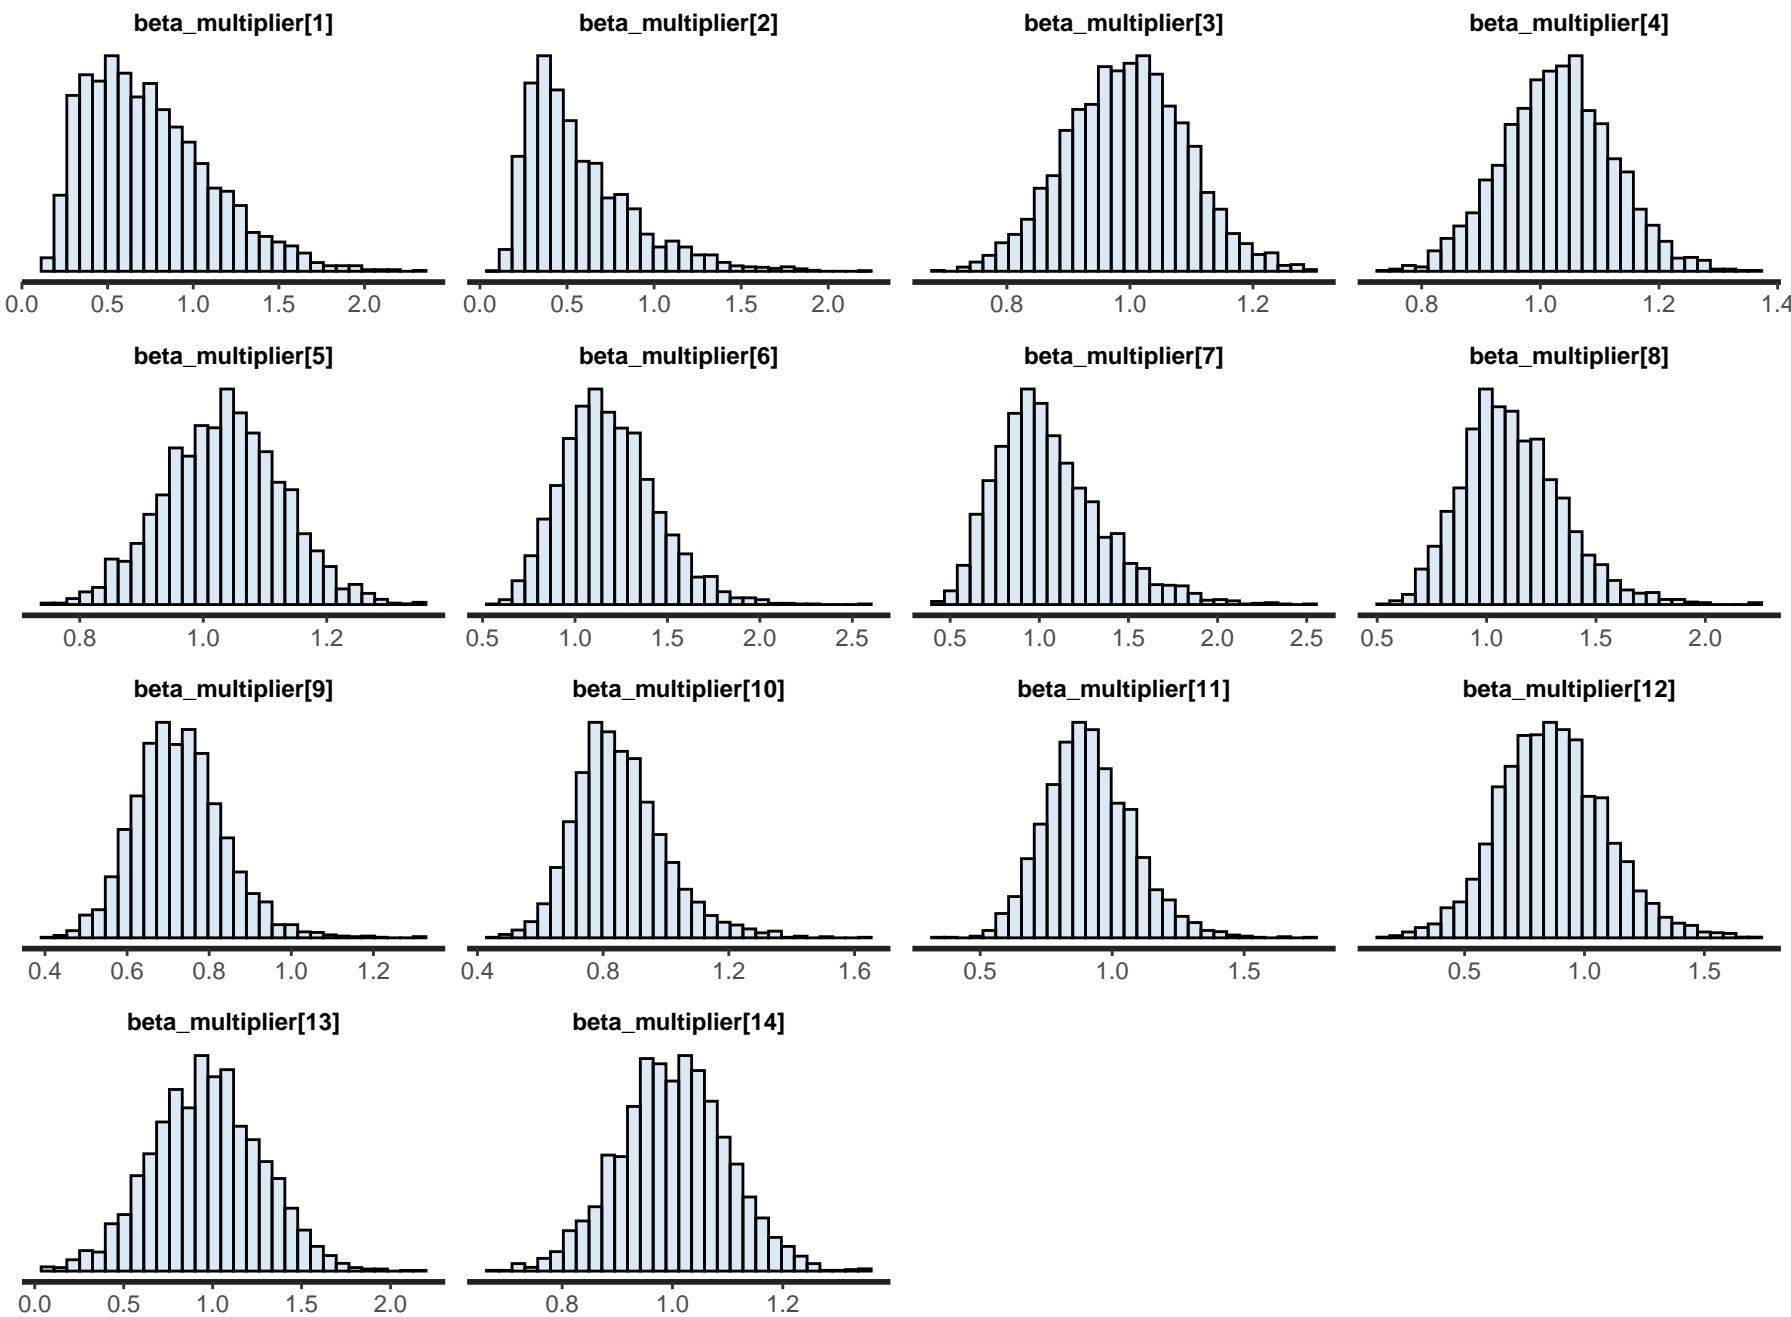 beta_multiplier[1] beta_multiplier[2] beta_multiplier[3] beta_multiplier[4]
0.0 0.5 1.0 1.5 2.0 0.0 0.5 1.0 1.5 2.0 0.8 1.0 1.2 0.8 1.0 1.2 1.4
beta_multiplier[5] beta_multiplier[6] beta_multiplier[7] beta_multiplier[8]
0.8 1.0 1.2 0.5 1.0 1.5 2.0 2.5 0.5 1.0 1.5 2.0 2.5 0.5 1.0 1.5 2.0
beta_multiplier[9] beta_multiplier[10] beta_multiplier[11] beta_multiplier[12]
0.4 0.6 0.8 1.0 1.2 0.4 0.8 1.2 1.6 0.5 1.0 1.5 0.5 1.0 1.5
beta_multiplier[13] beta_multiplier[14]
0.0 0.5 1.0 1.5 2.0 0.8 1.0 1.2